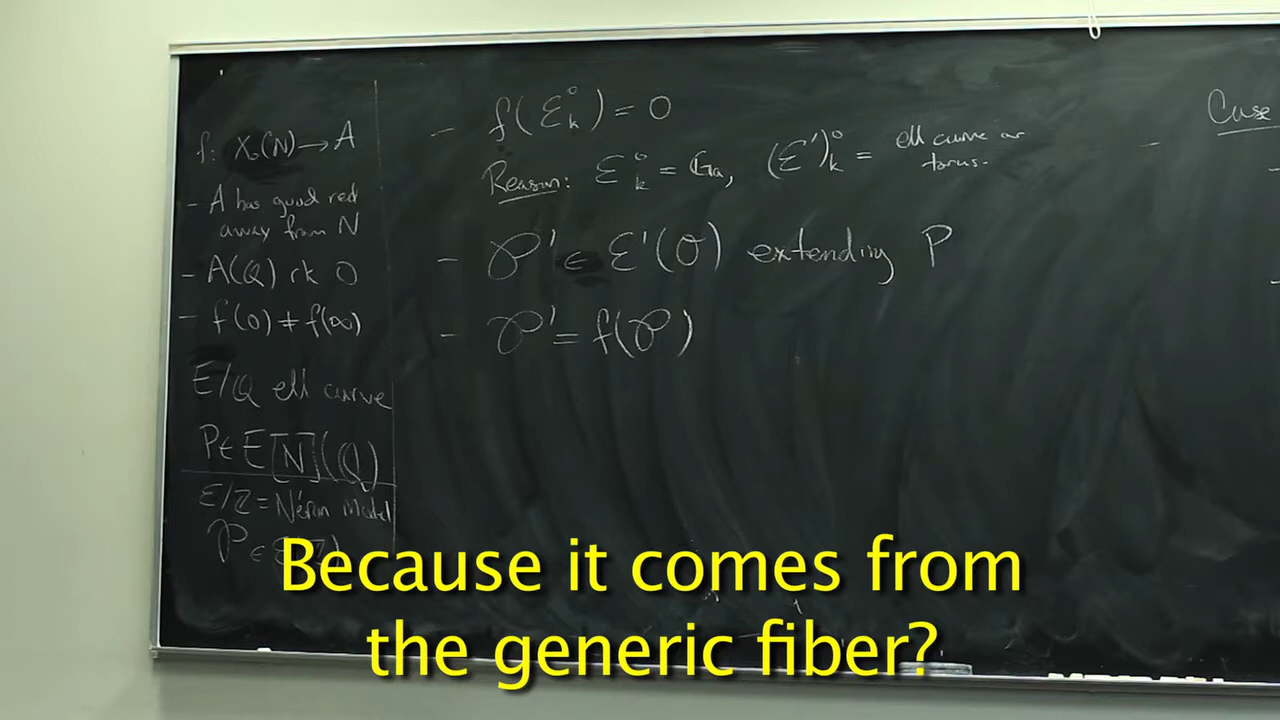 f: X₀(N) → A
- A has good red
away from N
- A(Q) rk 0
- f(0) ≠ f(∞)
E/Q ell curve
P ∈ E[N](Q)
ℰ/ℤ = Néron Model
𝒫 ∈
- f(ℰ°ₖ) = 0
Reason: ℰ°ₖ = 𝔾ₐ, (ℰ')°ₖ = ell curve or
torus.
- 𝒫' ∈ ℰ'(𝒪) extending P
- 𝒫' = f(𝒫)
Case
Because it comes from
the generic fiber?